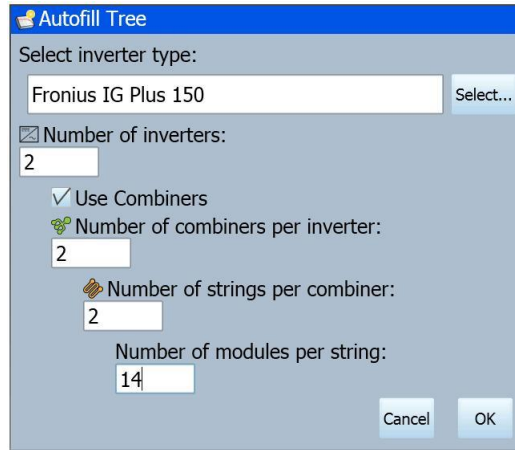 Autofill Tree
Select inverter type:
Fronius IG Plus 150
Select...
Number of inverters:
2
Use Combiners
Number of combiners per inverter:
2
Number of strings per combiner:
2
Number of modules per string:
14
Cancel
OK